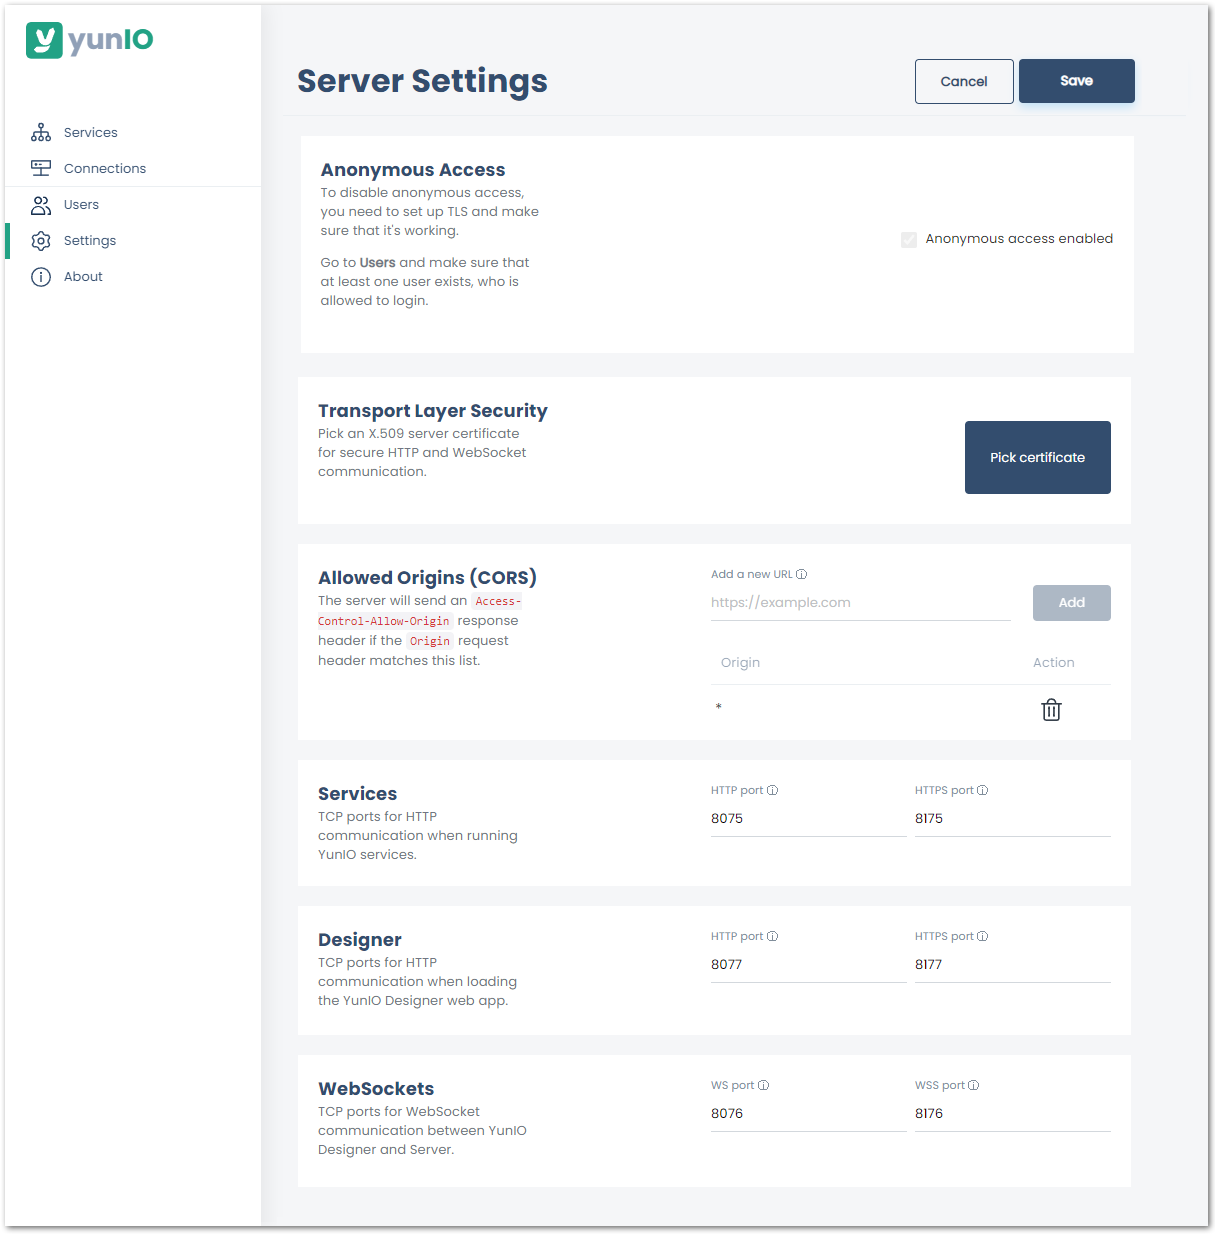 yunIO
Services
Connections
Users
Settings
About
Server Settings
Cancel
Save
Anonymous Access
To disable anonymous access,
you need to set up TLS and make
sure that it's working.
Go to Users and make sure that
at least one user exists, who is
allowed to login.
Anonymous access enabled
Transport Layer Security
Pick an X.509 server certificate
for secure HTTP and WebSocket
communication.
Pick certificate
Allowed Origins (CORS)
The server will send an Access-
Control-Allow-Origin response
header if the Origin request
header matches this list.
Add a new URL
https://example.com
Add
Origin Action
*
Services
TCP ports for HTTP
communication when running
YunIO services.
HTTP port HTTPS port
8075 8175
Designer
TCP ports for HTTP
communication when loading
the YunIO Designer web app.
HTTP port HTTPS port
8077 8177
WebSockets
TCP ports for WebSocket
communication between YunIO
Designer and Server.
WS port WSS port
8076 8176